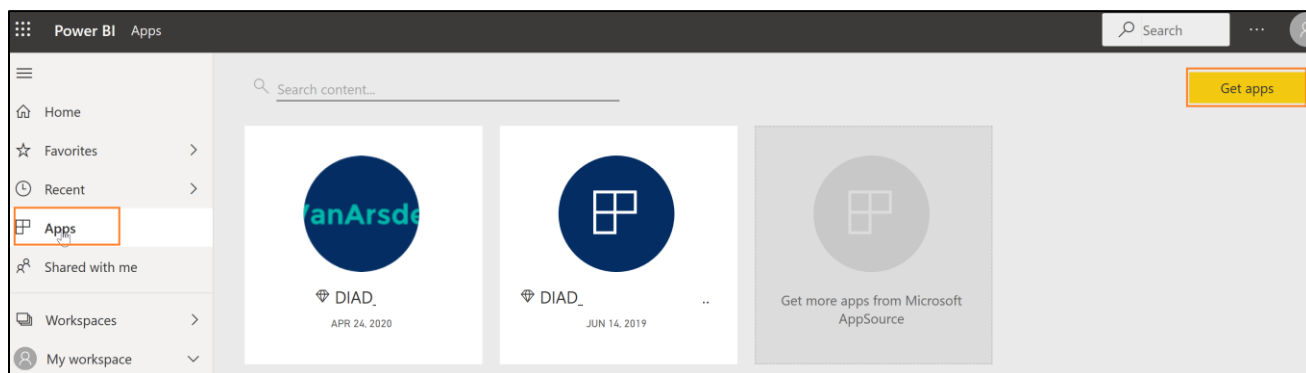 Power BI Apps
Search
...
Search content...
Get apps
Home
Favorites
Recent
Apps
Shared with me
Workspaces
My workspace
VanArsde
DIAD_
APR 24, 2020
DIAD_ ..
JUN 14, 2019
Get more apps from Microsoft
AppSource